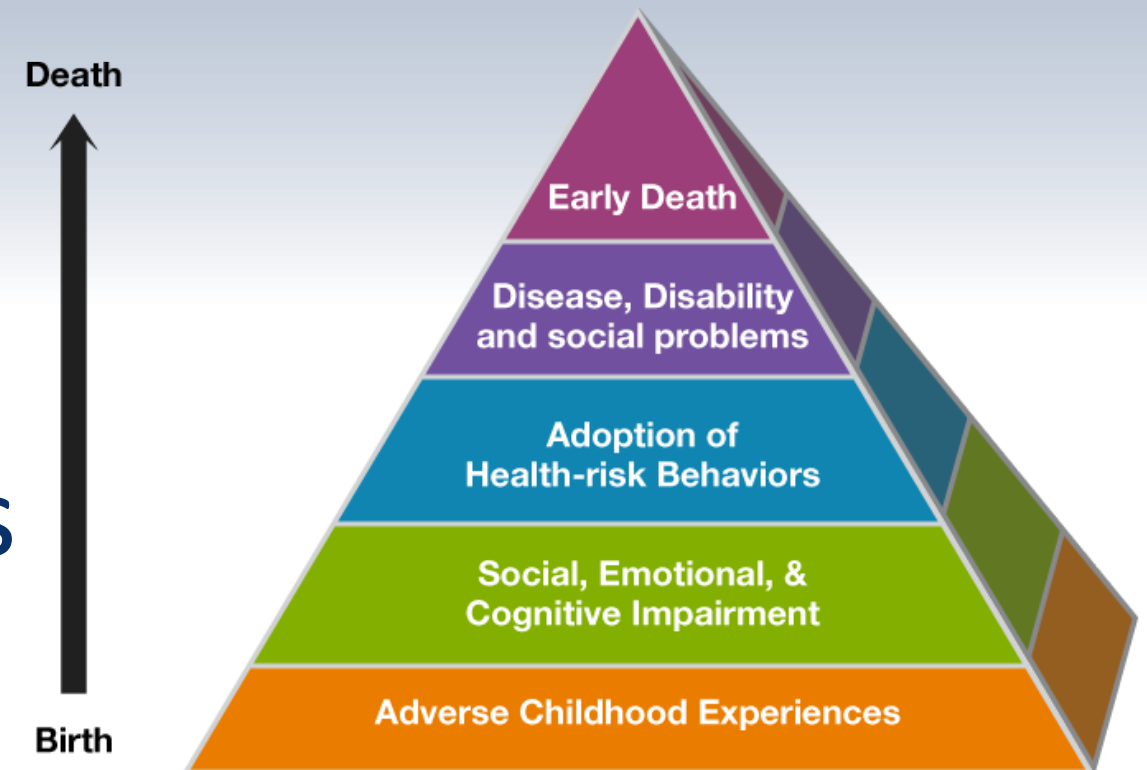 Death
Early Death
Disease, Disability
and social problems
Adoption of
Health-risk Behaviors
s
Social, Emotional, &
Cognitive Impairment
Adverse Childhood Experiences
Birth